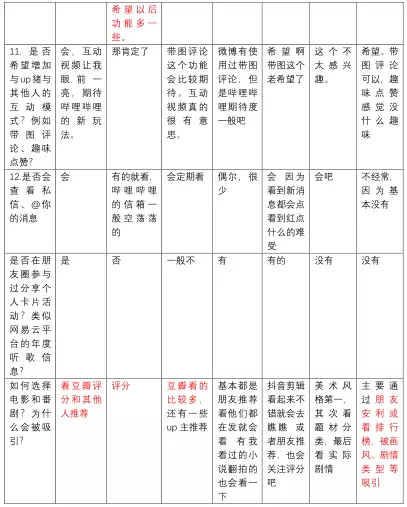 希望以后
功能多一
些。
11. 是否
希望增加
与up猪与
其他人的
互动模
式？例如
带图评
论、趣味
点赞？
会，互动
视频让我
眼前一
亮，期待
哔哩哔哩
的新玩
法。
那肯定了
带图评论
这个功能
会比较期
待。互动
视频真的
很有意
思。
微博有使
用过带图
评论，但
是哔哩哔
哩期待度
一般吧
希望啊
带图这个
老希望了
这个不
太感兴
趣。
希望。带
图评论
可以，趣
味点赞
感觉没
什么趣
味
12.是否会
查看私
信、@你
的消息
会
有的就看，
哔哩哔哩
的信箱一
般空荡荡
的
会定期看
偶尔，很
少
会 因为
看到新消
息都会点
看到红点
什么的难
受
会吧
不经常，
因为基
本没有
是否在朋
友圈参与
过分享个
人卡片活
动？类似
网易云平
台的年度
听歌信
息？
是
否
一般不
有
有的
没有
没有
如何选择
电影和番
剧？为什
么会被吸
引？
看豆瓣评
分和其他
人推荐
评分
豆瓣看的
比较多，
还有一些
up主推荐
基本都是
朋友推荐
看他们都
在发就会
看 有我
看过的小
说翻拍的
也会看一
下
抖音剪辑
看起来不
错就会去
瞧瞧 或
者朋友推
荐，也会
关注评分
吧
美术风
格第一，
其次看
题材分
类，最后
看实际
剧情
主要通
过朋友
安利或
看排行
榜，被画
风、剧情
类型等
吸引